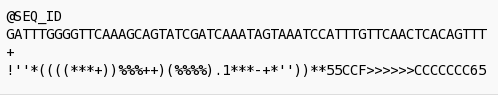 @SEQ_ID
GATTTGGGGTTCAAAGCAGTATCGATCAAATAGTAAATCCATTTGTTCAACTCACAGTTT
+
!''*((((***+))%%%++)(%%%%).1***-+*''))**55CCF>>>>>>CCCCCCC65